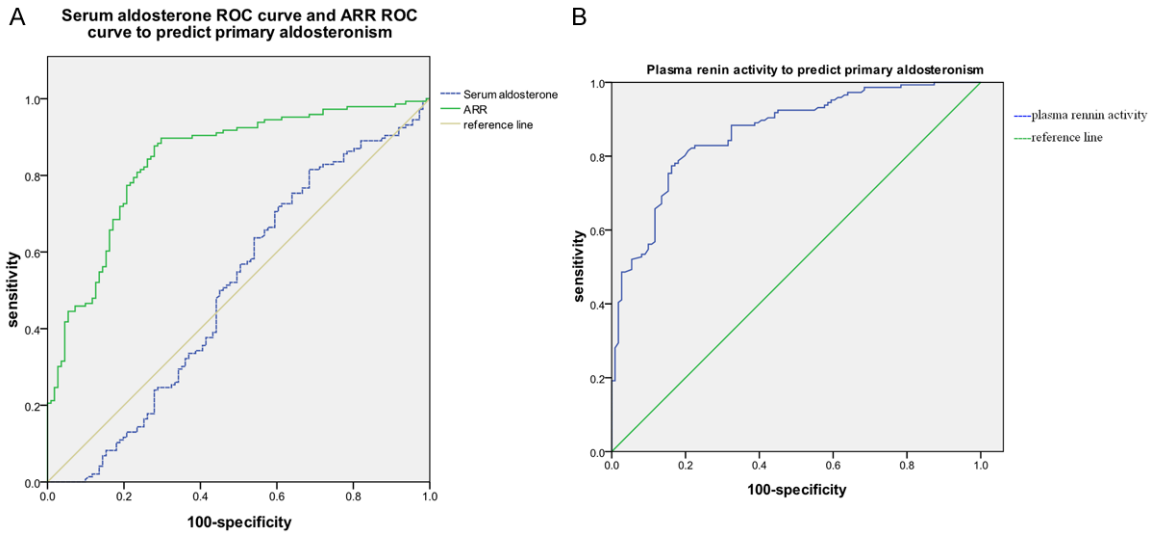 A
Serum aldosterone ROC curve and ARR ROC
curve to predict primary aldosteronism
sensitivity
1.0
0.8
0.6
0.4
0.2
0.0
0.0 0.2 0.4 0.6 0.8 1.0
100-specificity
Serum aldosterone
ARR
reference line
B
Plasma renin activity to predict primary aldosteronism
sensitivity
1.0
0.8
0.6
0.4
0.2
0.0
0.0 0.2 0.4 0.6 0.8 1.0
100-specificity
plasma rennin activity
reference line